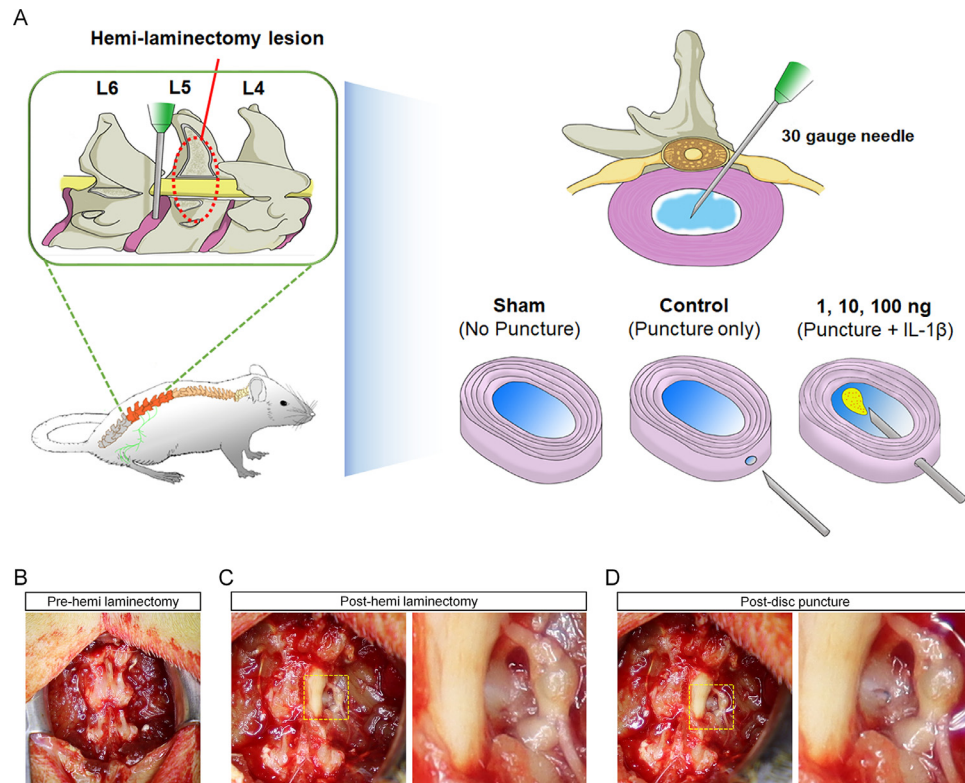 A
Hemi-laminectomy lesion
L6 L5 L4
30 gauge needle
Sham
(No Puncture)
Control
(Puncture only)
1, 10, 100 ng
(Puncture + IL-1β)
B
Pre-hemi laminectomy
C
Post-hemi laminectomy
D
Post-disc puncture